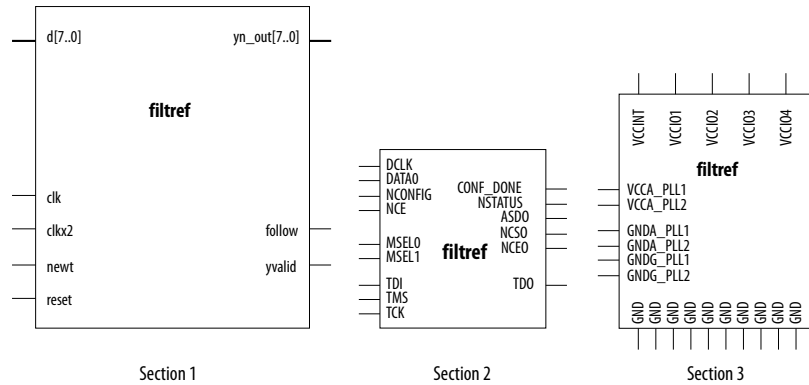 d[7..0] yn_out[7..0]
filtref
clk
clkx2 follow
newt yvalid
reset
Section 1
DCLK
DATA0
NCONFIG
NCE
MSEL0
MSEL1
TDI
TMS
TCK
filtref
CONF_DONE
NSTATUS
ASDO
NCSO
NCEO
TDO
Section 2
VCCINT
VCCIO1
VCCIO2
VCCIO3
VCCIO4
filtref
VCCA_PLL1
VCCA_PLL2
GNDA_PLL1
GNDA_PLL2
GNDG_PLL1
GNDG_PLL2
GND
GND
GND
GND
GND
GND
GND
GND
GND
GND
Section 3